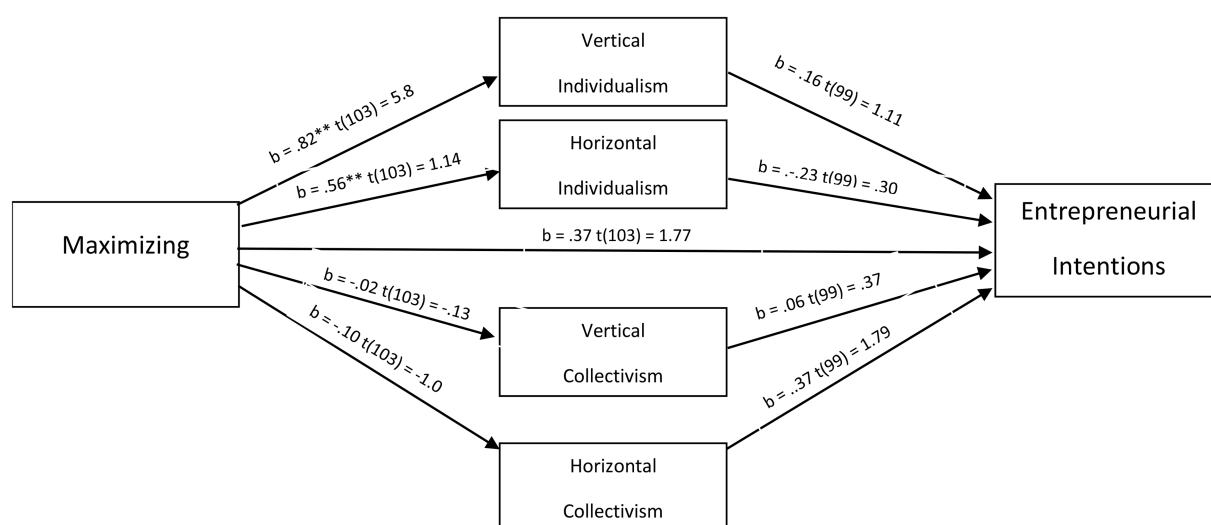 Vertical
Individualism
b = .82** t(103) = 5.8
b = .16 t(99) = 1.11
Horizontal
Individualism
b = .56** t(103) = 1.14
b = .-.23 t(99) = .30
Maximizing
b = .37 t(103) = 1.77
Entrepreneurial
Intentions
b = -.02 t(103) = -.13
b = .06 t(99) = .37
Vertical
Collectivism
b = -.10 t(103) = -1.0
b = ..37 t(99) = 1.79
Horizontal
Collectivism